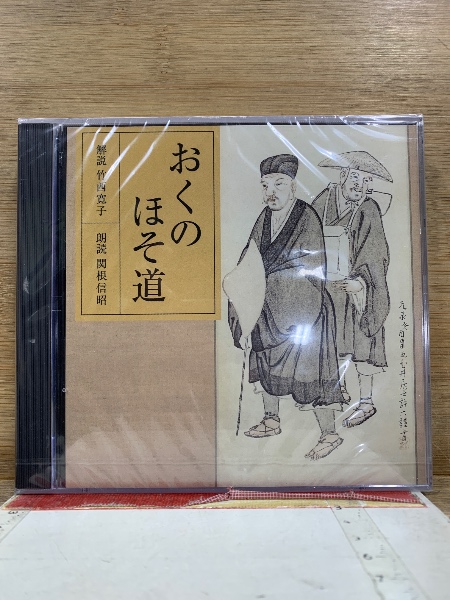 おくの
ほそ道
解説 竹西寛子
朗読 関根信昭